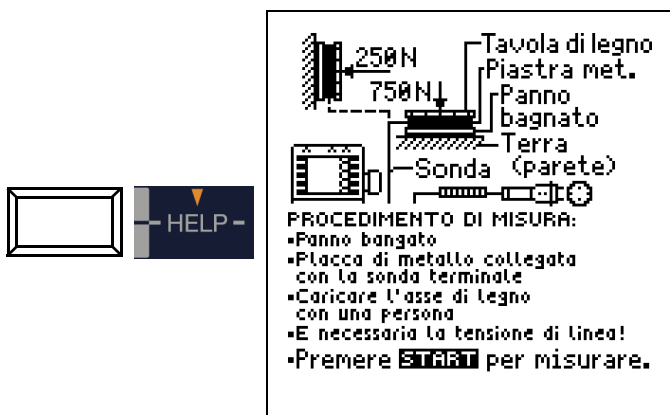 HELP
250N
Tavola di legno
Piastra met.
750N
Panno
bagnato
Terra
Sonda (parete)
PROCEDIMENTO DI MISURA:
▪Panno bangato
▪Placca di metallo collegata
con la sonda terminale
▪Caricare l'asse di legno
con una persona
▪E necessaria la tensione di linea!
▪Premere START per misurare.